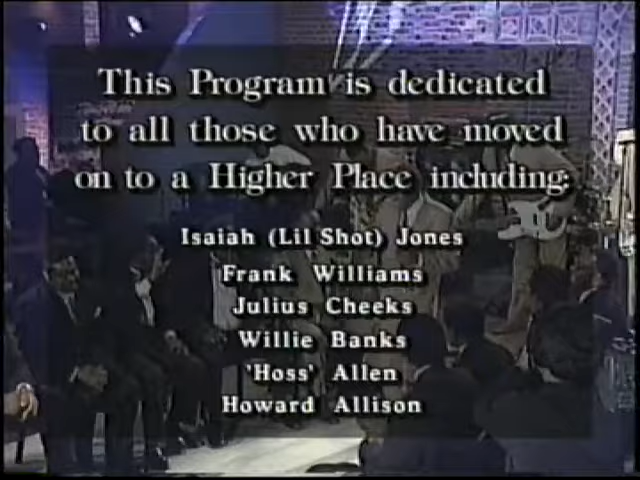 This Program is dedicated
to all those who have moved
on to a Higher Place including:
Isaiah (Lil Shot) Jones
Frank Williams
Julius Cheeks
Willie Banks
'Hoss' Allen
Howard Allison